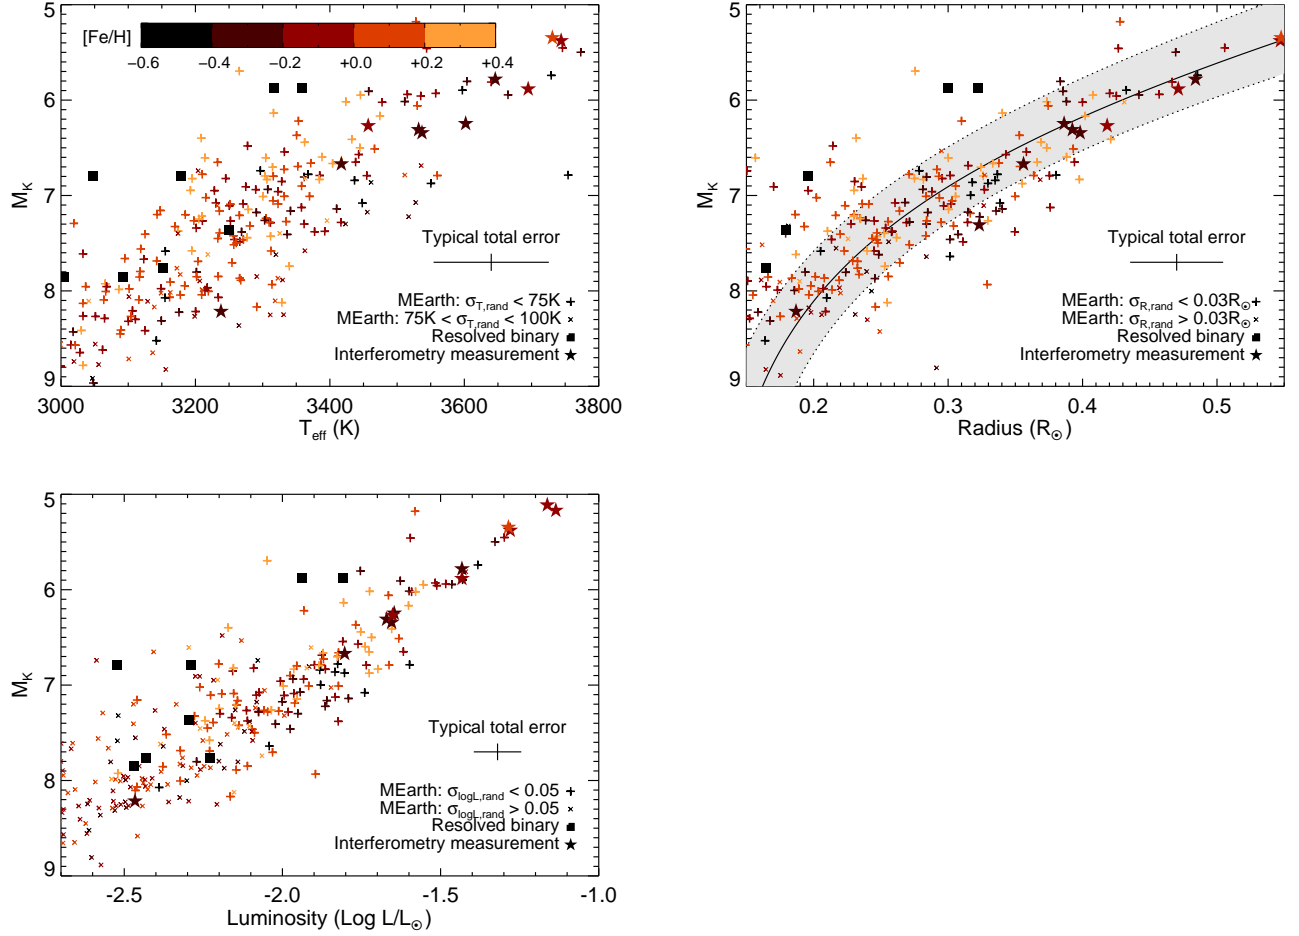 5
6
7
8
9
M_K
[Fe/H]
-0.6 -0.4 -0.2 +0.0 +0.2 +0.4
Typical total error
MEarth: σ_T,rand < 75K
MEarth: 75K < σ_T,rand < 100K
Resolved binary
Interferometry measurement
3000 3200 3400 3600 3800
T_eff (K)
5
6
7
8
9
M_K
Typical total error
MEarth: σ_R,rand < 0.03R_☉
MEarth: σ_R,rand > 0.03R_☉
Resolved binary
Interferometry measurement
0.2 0.3 0.4 0.5
Radius (R_☉)
5
6
7
8
9
M_K
Typical total error
MEarth: σ_logL,rand < 0.05
MEarth: σ_logL,rand > 0.05
Resolved binary
Interferometry measurement
-2.5 -2.0 -1.5 -1.0
Luminosity (Log L/L_☉)